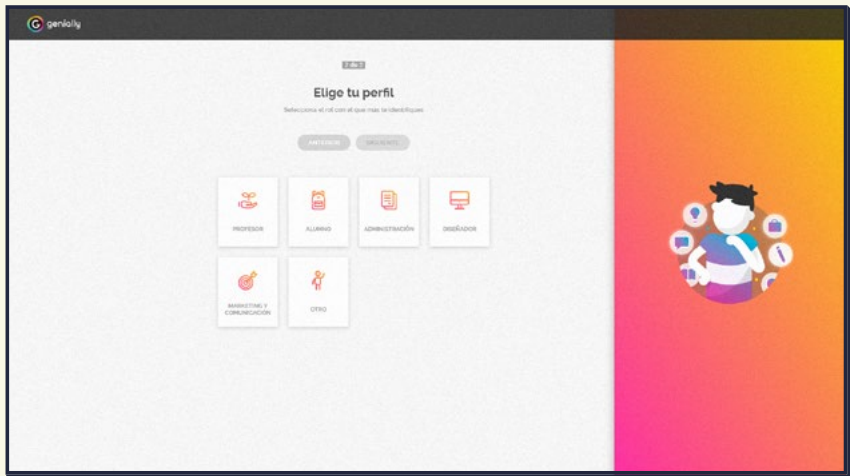 genially
2 de 2
Elige tu perfil
Selecciona el rol con el que más te identifiques
ANTERIOR
SIGUIENTE
PROFESOR
ALUMNO
ADMINISTRACIÓN
DISEÑADOR
MARKETING Y
COMUNICACIÓN
OTRO